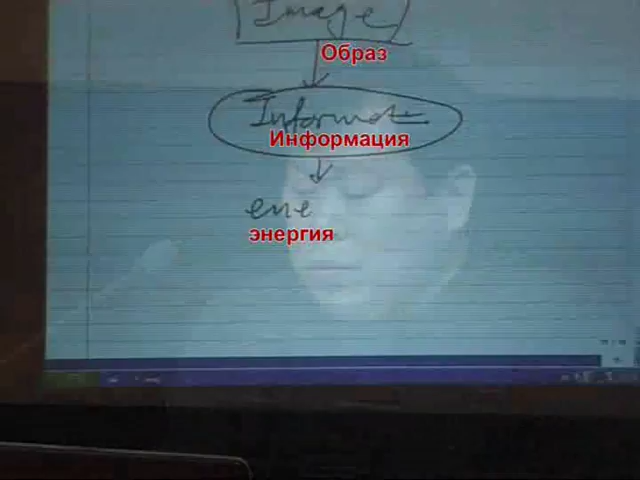 Image
Образ
Informat
Информация
ene
энергия